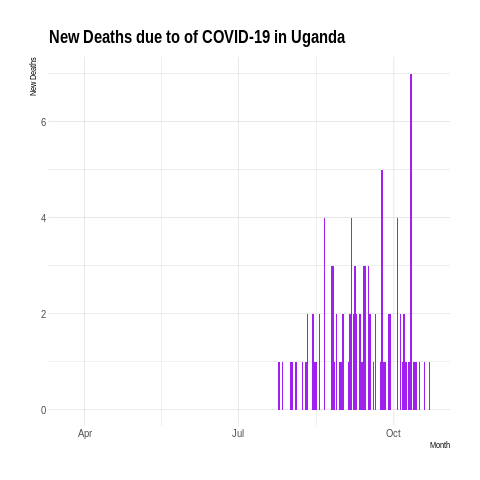 New Deaths due to of COVID-19 in Uganda
New Deaths
6
4
2
0
Apr
Jul
Oct
Month